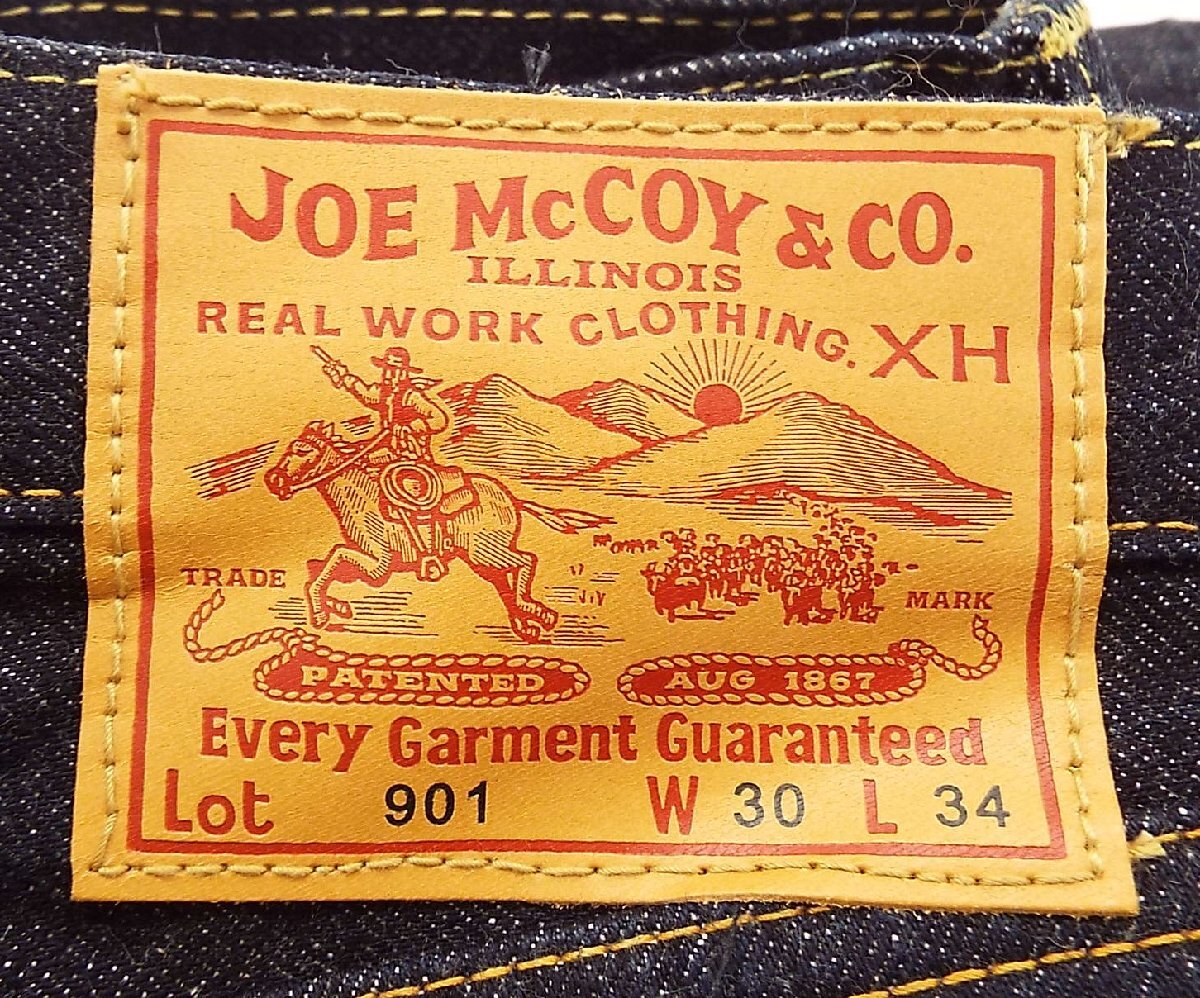 JOE McCOY & CO.
ILLINOIS
REAL WORK CLOTHING. XH
TRADE MARK
PATENTED AUG 1867
Every Garment Guaranteed
Lot 901 W 30 L 34